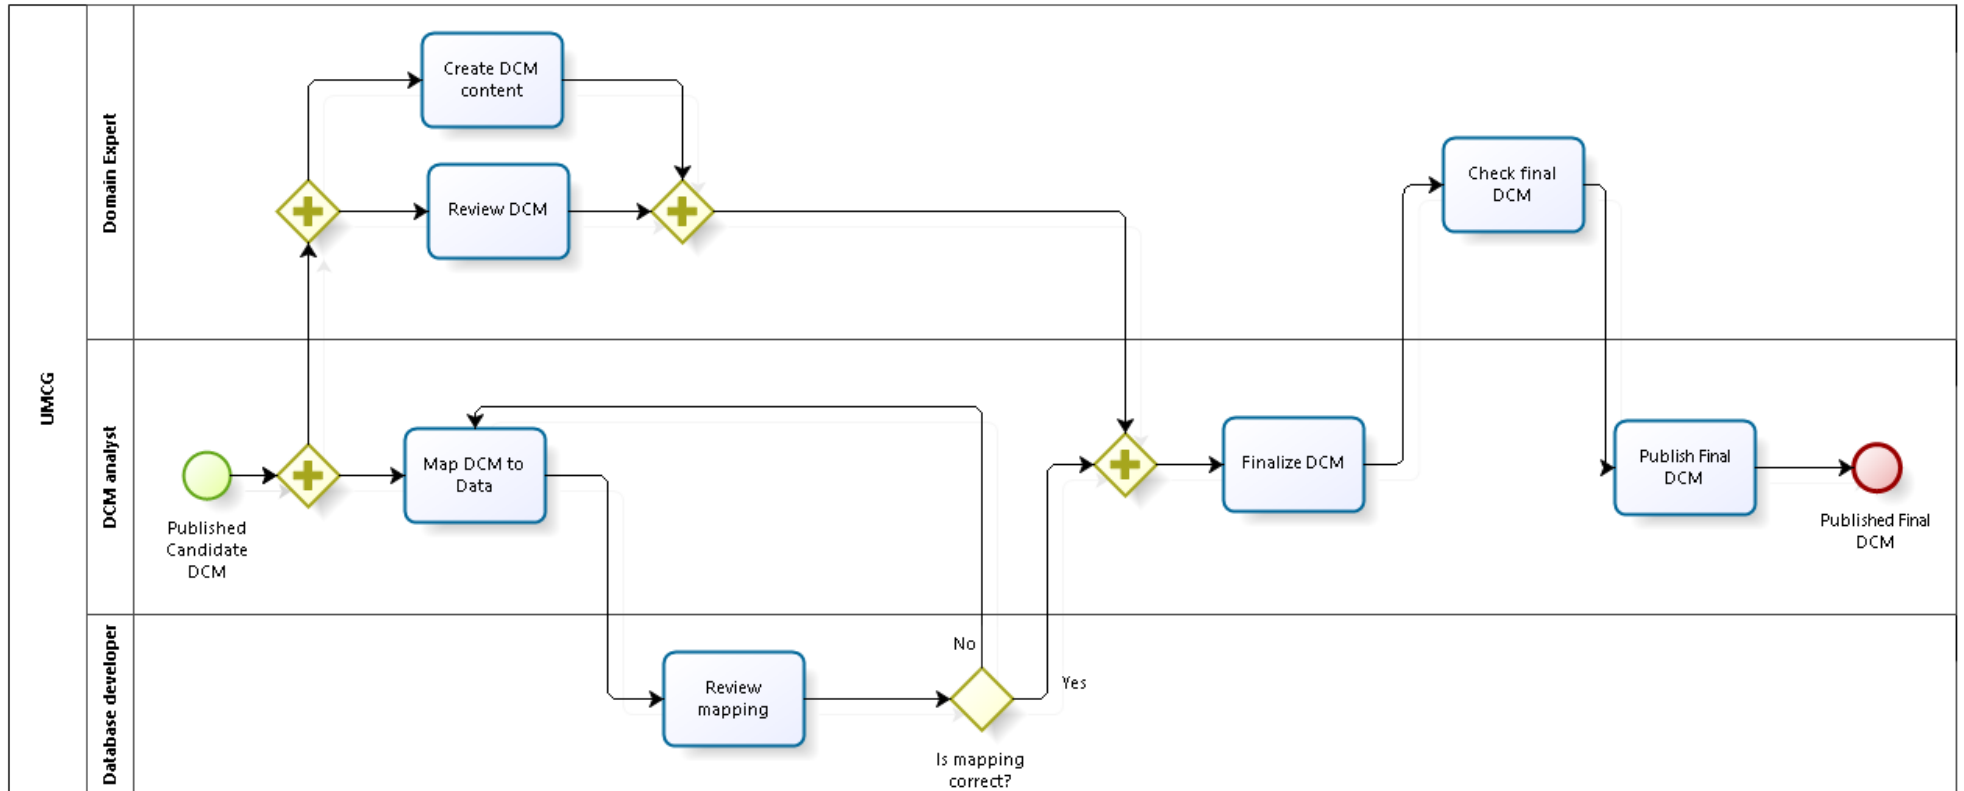 UMCG
Domain Expert
Create DCM
content
Review DCM
Check final
DCM
DCM analyst
Published
Candidate
DCM
Map DCM to
Data
Finalize DCM
Publish Final
DCM
Published Final
DCM
Database developer
Review
mapping
No
Yes
Is mapping
correct?